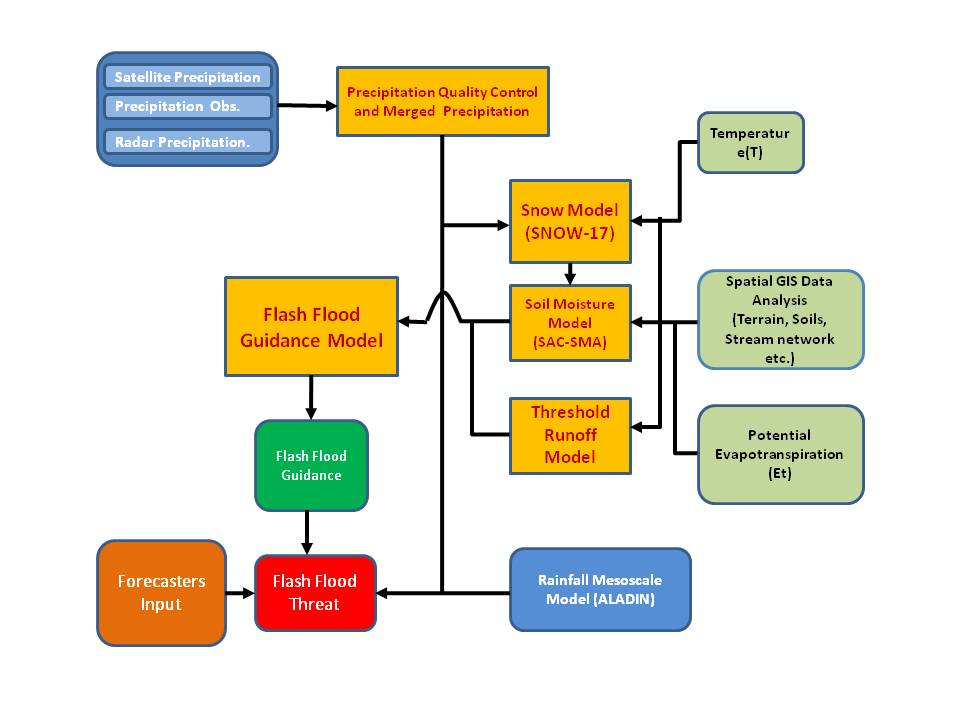 Satellite Precipitation
Precipitation Obs.
Radar Precipitation.
Precipitation Quality Control
and Merged Precipitation
Temperatur
e(T)
Snow Model
(SNOW-17)
Spatial GIS Data
Analysis
(Terrain, Soils,
Stream network
etc.)
Soil Moisture
Model
(SAC-SMA)
Flash Flood
Guidance Model
Threshold
Runoff
Model
Potential
Evapotranspiration
(Et)
Flash Flood
Guidance
Forecasters
Input
Flash Flood
Threat
Rainfall Mesoscale
Model (ALADIN)